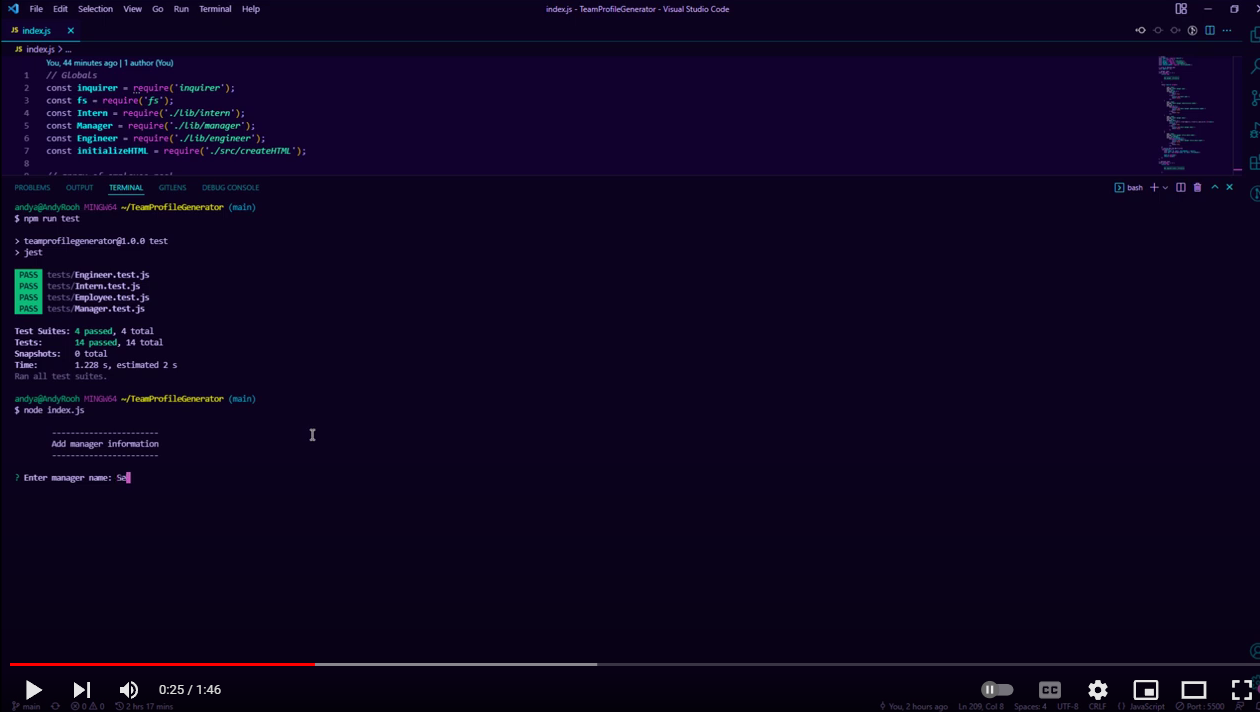 File Edit Selection View Go Run Terminal Help
index.js - TeamProfileGenerator - Visual Studio Code
JS index.js ×
JS index.js > ...
You, 44 minutes ago | 1 author (You)
1 // Globals
2 const inquirer = require('inquirer');
3 const fs = require('fs');
4 const Intern = require('./lib/intern');
5 const Manager = require('./lib/manager');
6 const Engineer = require('./lib/engineer');
7 const initializeHTML = require('./src/createHTML');
8
PROBLEMS OUTPUT TERMINAL GITLENS DEBUG CONSOLE
bash
andya@AndyRooh MINGW64 ~/TeamProfileGenerator (main)
$ npm run test
> teamprofilegenerator@1.0.0 test
> jest
PASS tests/Engineer.test.js
PASS tests/Intern.test.js
PASS tests/Employee.test.js
PASS tests/Manager.test.js
Test Suites: 4 passed, 4 total
Tests: 14 passed, 14 total
Snapshots: 0 total
Time: 1.228 s, estimated 2 s
Ran all test suites.
andya@AndyRooh MINGW64 ~/TeamProfileGenerator (main)
$ node index.js
-----------------------
Add manager information
-----------------------
? Enter manager name: Se
0:25 / 1:46
CC
main 0 0 2 hrs 17 mins
You, 2 hours ago Ln 209, Col 8 Spaces: 4 UTF-8 CRLF {} JavaScript Port : 5500